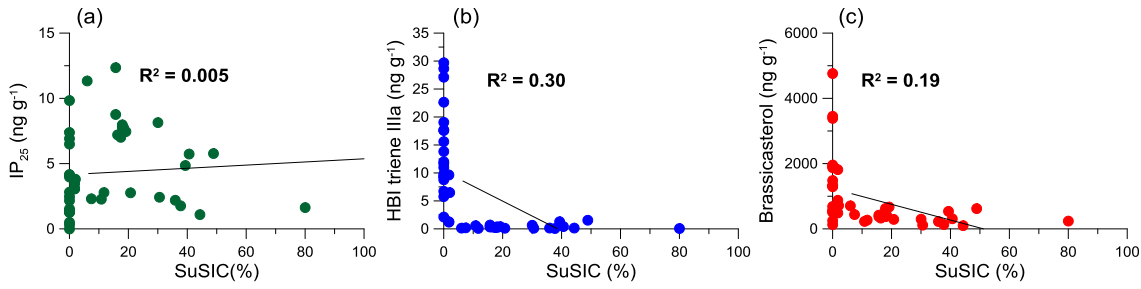 (a)
R² = 0.005
IP₂₅ (ng g⁻¹)
15
10
5
0
0 20 40 60 80 100
SuSIC(%)
(b)
R² = 0.30
HBI triene IIIa (ng g⁻¹)
35
30
25
20
15
10
5
0
0 20 40 60 80 100
SuSIC (%)
(c)
R² = 0.19
Brassicasterol (ng g⁻¹)
6000
4000
2000
0
0 20 40 60 80 100
SuSIC (%)